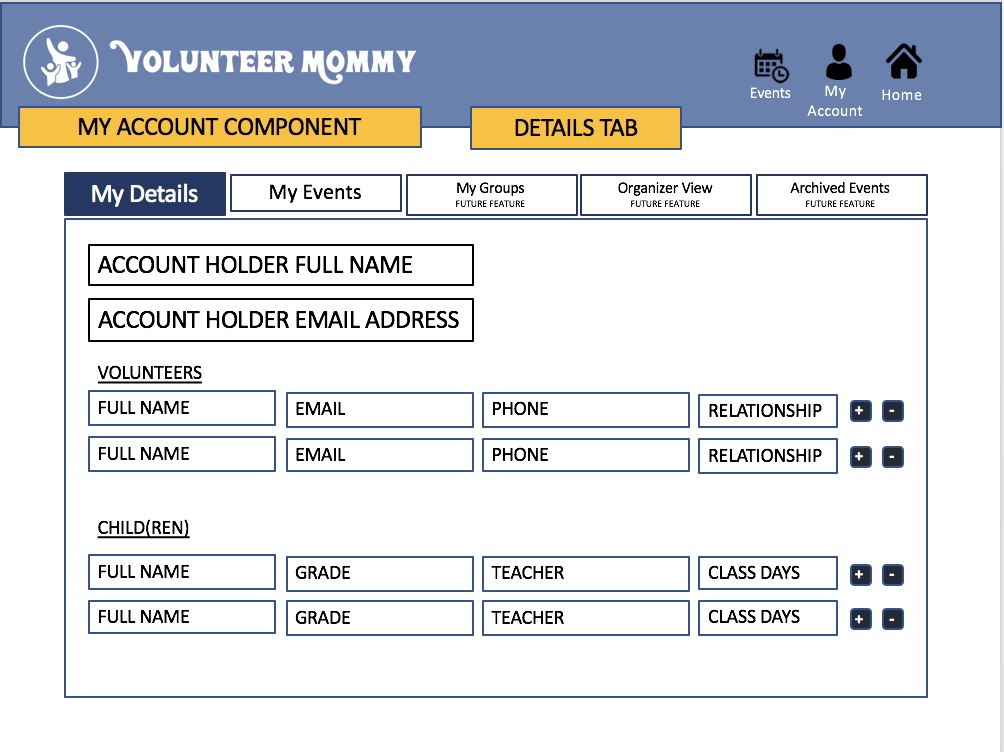 VOLUNTEER MOMMY
Events
My
Account
Home
MY ACCOUNT COMPONENT
DETAILS TAB
My Details
My Events
My Groups
FUTURE FEATURE
Organizer View
FUTURE FEATURE
Archived Events
FUTURE FEATURE
ACCOUNT HOLDER FULL NAME
ACCOUNT HOLDER EMAIL ADDRESS
VOLUNTEERS
FULL NAME EMAIL PHONE RELATIONSHIP + -
FULL NAME EMAIL PHONE RELATIONSHIP + -
CHILD(REN)
FULL NAME GRADE TEACHER CLASS DAYS + -
FULL NAME GRADE TEACHER CLASS DAYS + -